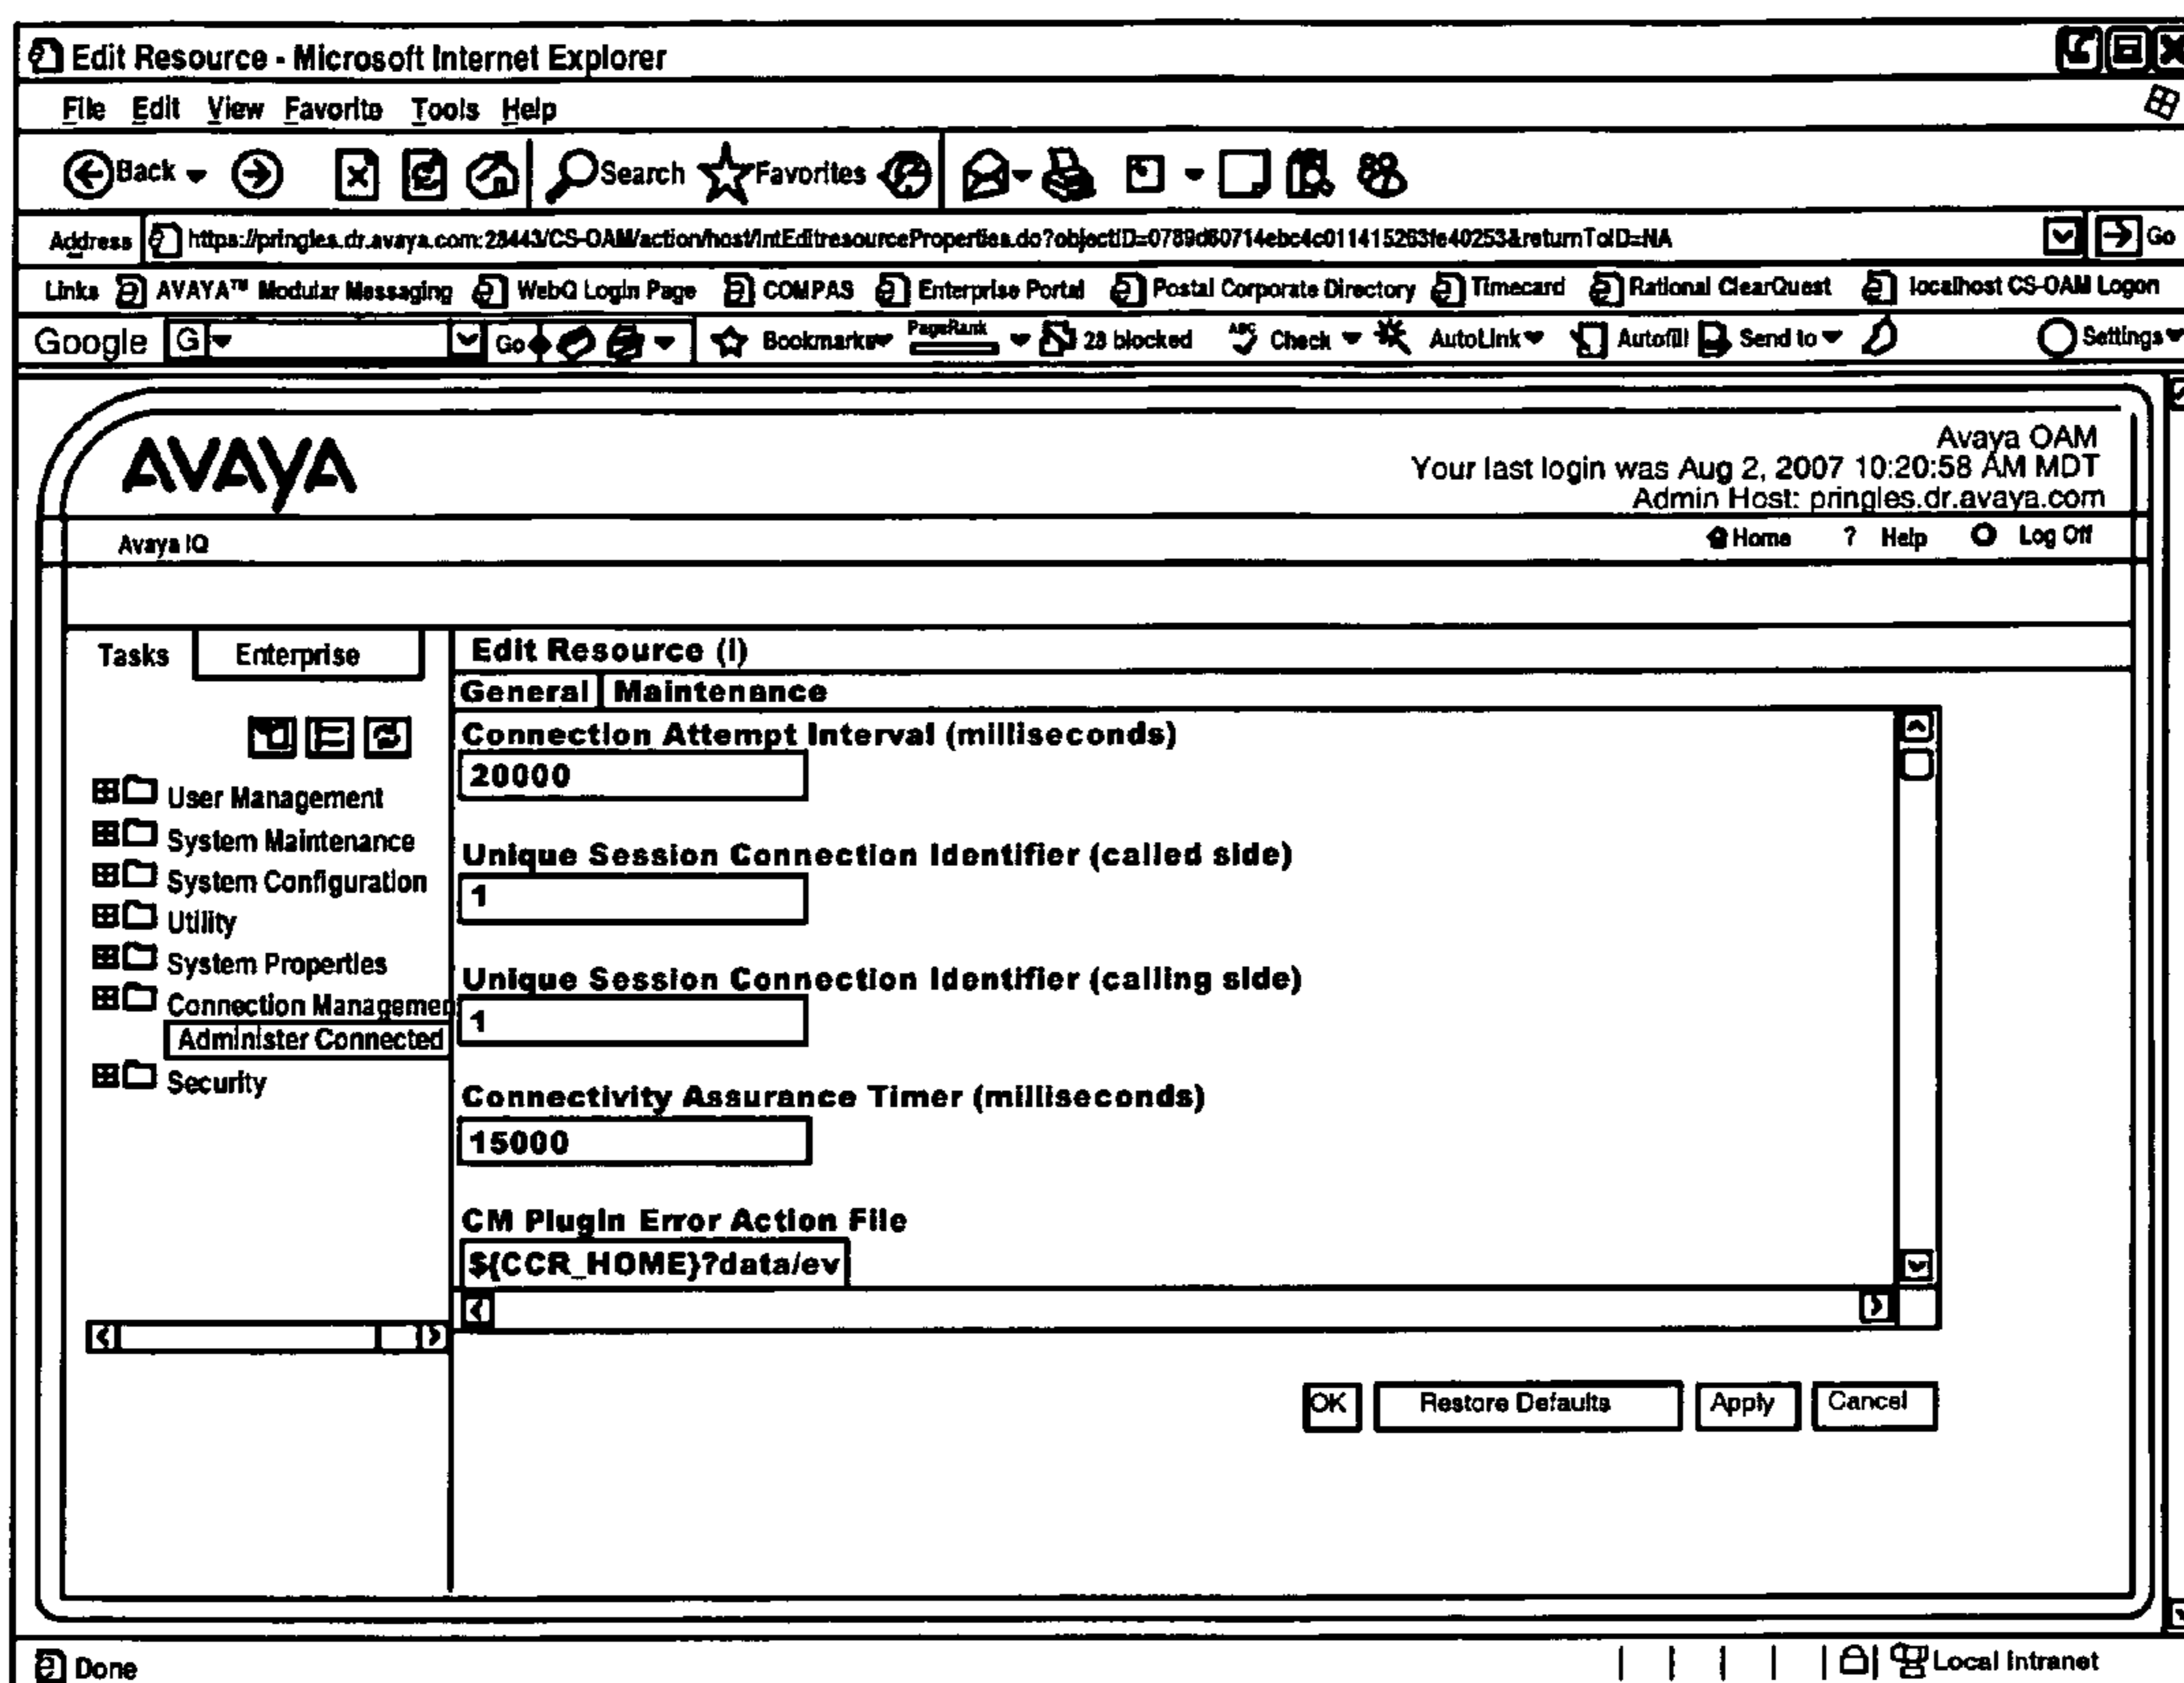 Edit Resource - Microsoft Internet Explorer
File Edit View Favorite Tools Help
Back Search Favorites
Address https://pringles.dr.avaya.com:28443/CS-OAM/action/host/IntEditresourceProperties.do?objectID=0789d60714ebc4c011415263fe40253&returnToID=NA Go
Links AVAYA™ Modular Messaging WebQ Login Page COMPAS Enterprise Portal Postal Corporate Directory Timecard Rational ClearQuest localhost CS-OAM Logon
Google G Go Bookmarks PageRank 28 blocked ABC Check AutoLink Autofill Send to Settings
AVAYA
Avaya OAM
Your last login was Aug 2, 2007 10:20:58 AM MDT
Admin Host: pringles.dr.avaya.com
Avaya IQ
Home ? Help Log Off
Tasks Enterprise
User Management
System Maintenance
System Configuration
Utility
System Properties
Connection Managemen
Administer Connected
Security
Edit Resource (I)
General Maintenance
Connection Attempt Interval (milliseconds)
20000
Unique Session Connection Identifier (called side)
1
Unique Session Connection Identifier (calling side)
1
Connectivity Assurance Timer (milliseconds)
15000
CM PlugIn Error Action File
${CCR_HOME}?data/ev
OK Restore Defaults Apply Cancel
Done Local Intranet